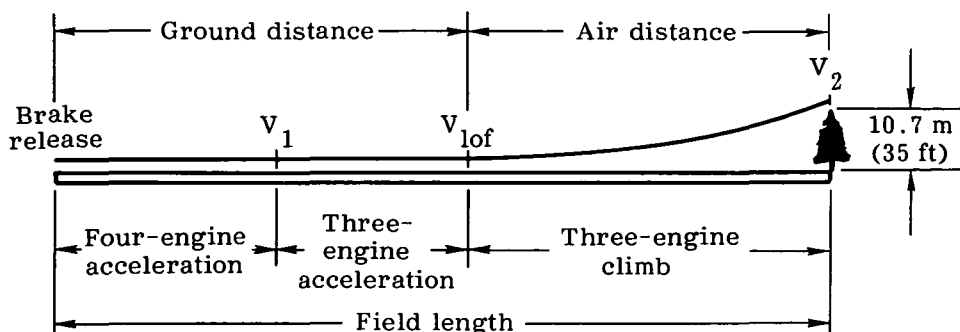 Ground distance
Air distance
V2
Brake
release
V1
Vlof
10.7 m
(35 ft)
Four-engine
acceleration
Three-
engine
acceleration
Three-engine
climb
Field length